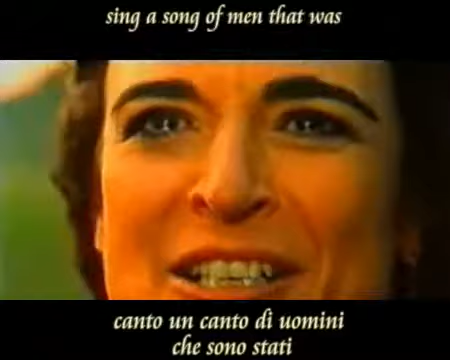 sing a song of men that was
canto un canto di uomini
che sono stati